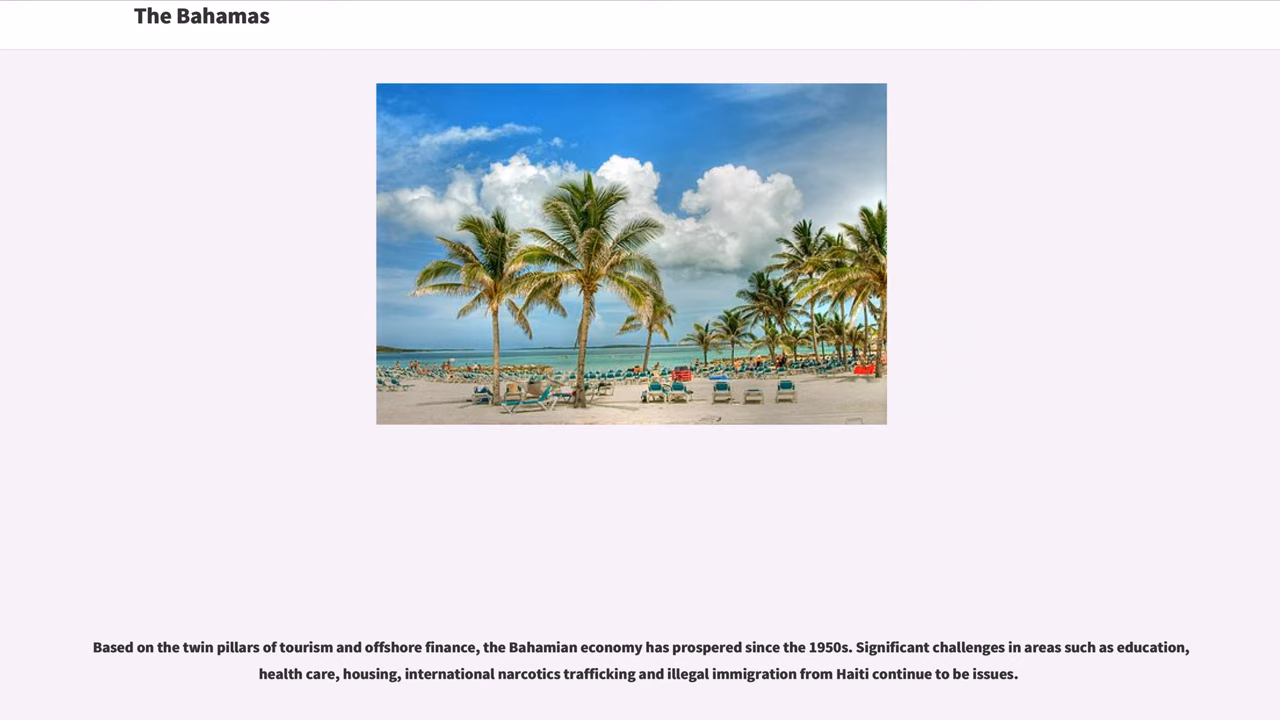 The Bahamas
Based on the twin pillars of tourism and offshore finance, the Bahamian economy has prospered since the 1950s. Significant challenges in areas such as education,
health care, housing, international narcotics trafficking and illegal immigration from Haiti continue to be issues.